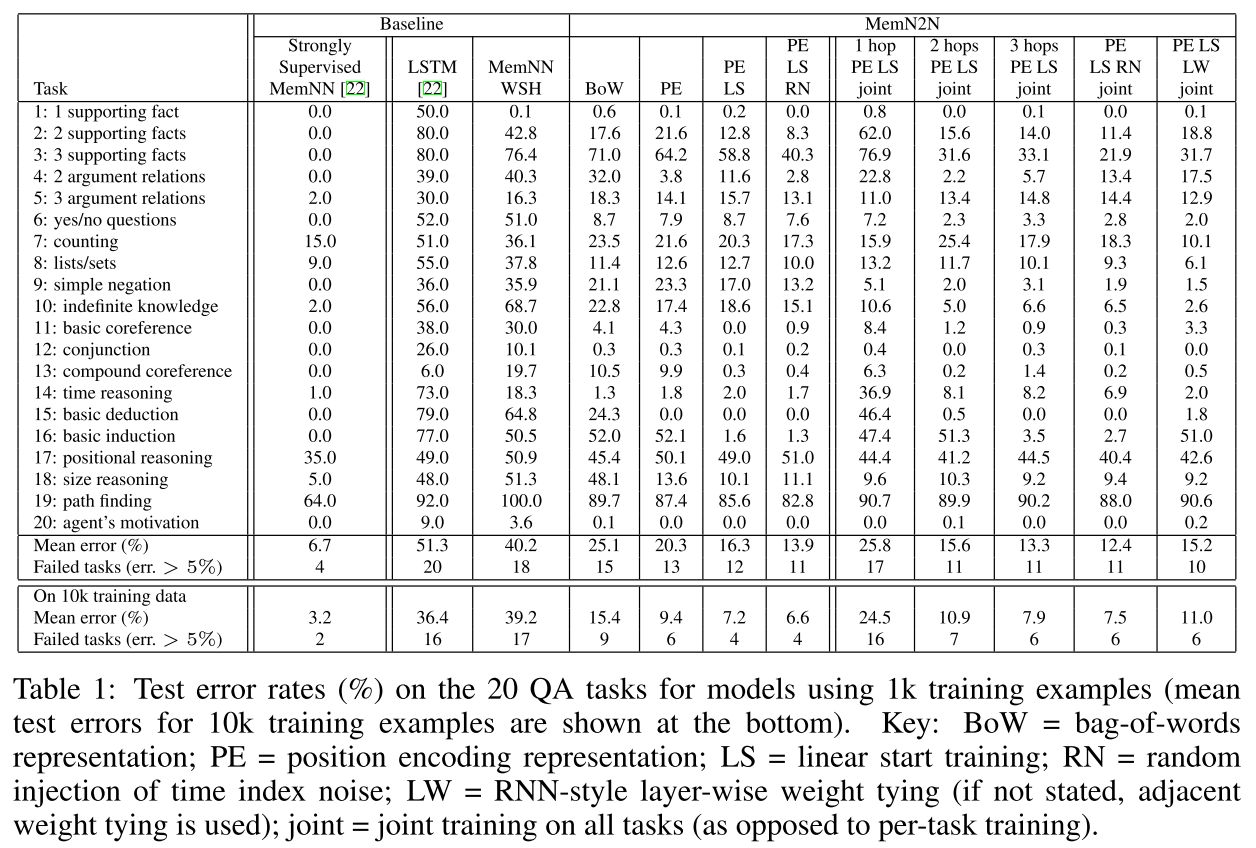 Baseline MemN2N
Strongly PE 1 hop 2 hops 3 hops PE PE LS
Supervised LSTM MemNN PE LS PE LS PE LS PE LS LS RN LW
Task MemNN [22] [22] WSH BoW PE LS RN joint joint joint joint joint
1: 1 supporting fact 0.0 50.0 0.1 0.6 0.1 0.2 0.0 0.8 0.0 0.1 0.0 0.1
2: 2 supporting facts 0.0 80.0 42.8 17.6 21.6 12.8 8.3 62.0 15.6 14.0 11.4 18.8
3: 3 supporting facts 0.0 80.0 76.4 71.0 64.2 58.8 40.3 76.9 31.6 33.1 21.9 31.7
4: 2 argument relations 0.0 39.0 40.3 32.0 3.8 11.6 2.8 22.8 2.2 5.7 13.4 17.5
5: 3 argument relations 2.0 30.0 16.3 18.3 14.1 15.7 13.1 11.0 13.4 14.8 14.4 12.9
6: yes/no questions 0.0 52.0 51.0 8.7 7.9 8.7 7.6 7.2 2.3 3.3 2.8 2.0
7: counting 15.0 51.0 36.1 23.5 21.6 20.3 17.3 15.9 25.4 17.9 18.3 10.1
8: lists/sets 9.0 55.0 37.8 11.4 12.6 12.7 10.0 13.2 11.7 10.1 9.3 6.1
9: simple negation 0.0 36.0 35.9 21.1 23.3 17.0 13.2 5.1 2.0 3.1 1.9 1.5
10: indefinite knowledge 2.0 56.0 68.7 22.8 17.4 18.6 15.1 10.6 5.0 6.6 6.5 2.6
11: basic coreference 0.0 38.0 30.0 4.1 4.3 0.0 0.9 8.4 1.2 0.9 0.3 3.3
12: conjunction 0.0 26.0 10.1 0.3 0.3 0.1 0.2 0.4 0.0 0.3 0.1 0.0
13: compound coreference 0.0 6.0 19.7 10.5 9.9 0.3 0.4 6.3 0.2 1.4 0.2 0.5
14: time reasoning 1.0 73.0 18.3 1.3 1.8 2.0 1.7 36.9 8.1 8.2 6.9 2.0
15: basic deduction 0.0 79.0 64.8 24.3 0.0 0.0 0.0 46.4 0.5 0.0 0.0 1.8
16: basic induction 0.0 77.0 50.5 52.0 52.1 1.6 1.3 47.4 51.3 3.5 2.7 51.0
17: positional reasoning 35.0 49.0 50.9 45.4 50.1 49.0 51.0 44.4 41.2 44.5 40.4 42.6
18: size reasoning 5.0 48.0 51.3 48.1 13.6 10.1 11.1 9.6 10.3 9.2 9.4 9.2
19: path finding 64.0 92.0 100.0 89.7 87.4 85.6 82.8 90.7 89.9 90.2 88.0 90.6
20: agent's motivation 0.0 9.0 3.6 0.1 0.0 0.0 0.0 0.0 0.1 0.0 0.0 0.2
Mean error (%) 6.7 51.3 40.2 25.1 20.3 16.3 13.9 25.8 15.6 13.3 12.4 15.2
Failed tasks (err. > 5%) 4 20 18 15 13 12 11 17 11 11 11 10
On 10k training data
Mean error (%) 3.2 36.4 39.2 15.4 9.4 7.2 6.6 24.5 10.9 7.9 7.5 11.0
Failed tasks (err. > 5%) 2 16 17 9 6 4 4 16 7 6 6 6
Table 1: Test error rates (%) on the 20 QA tasks for models using 1k training examples (mean
test errors for 10k training examples are shown at the bottom). Key: BoW = bag-of-words
representation; PE = position encoding representation; LS = linear start training; RN = random
injection of time index noise; LW = RNN-style layer-wise weight tying (if not stated, adjacent
weight tying is used); joint = joint training on all tasks (as opposed to per-task training).